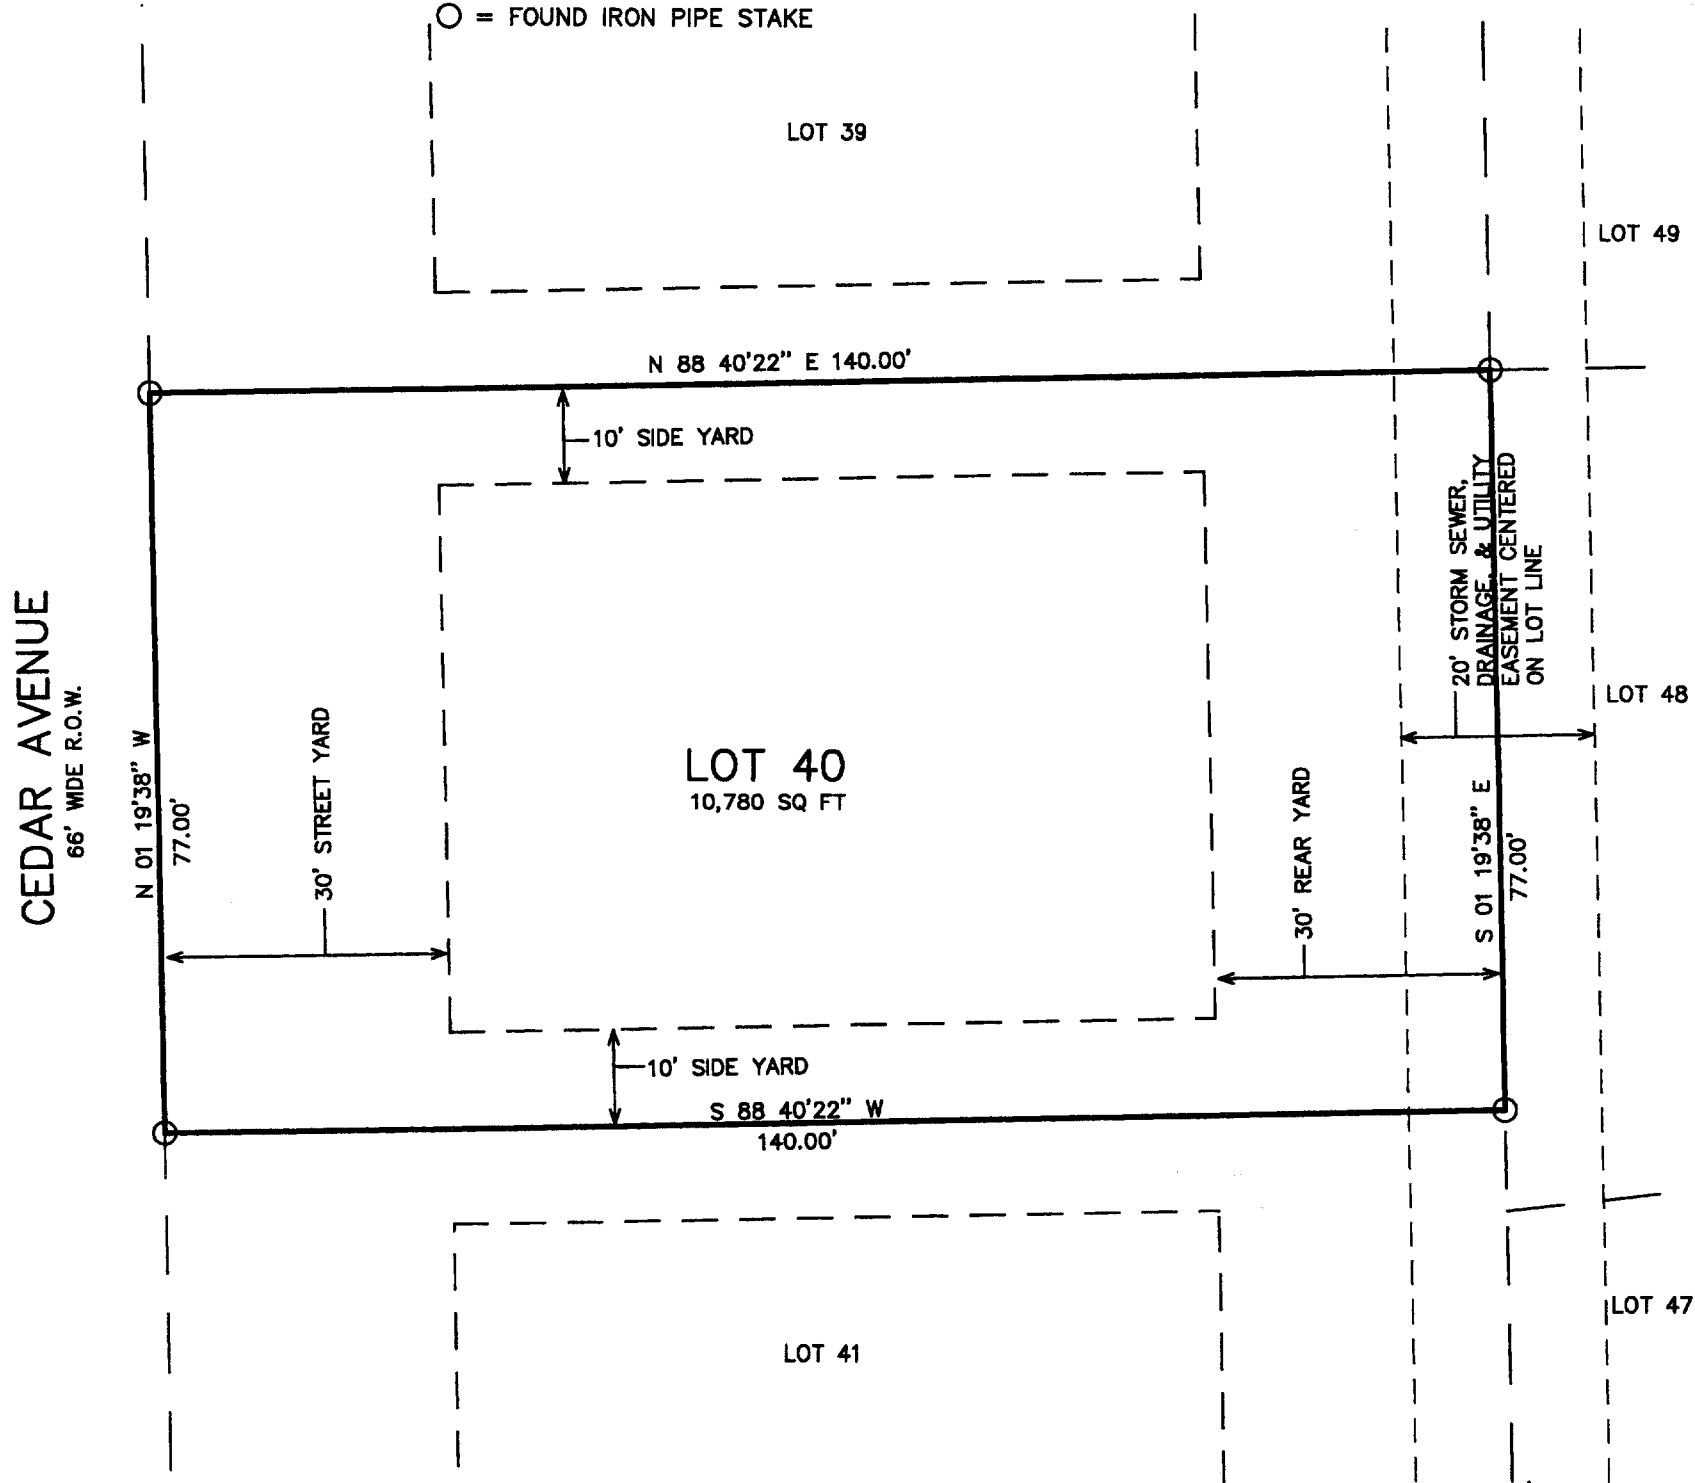 O = FOUND IRON PIPE STAKE
LOT 39
LOT 49
N 88 40'22" E 140.00'
10' SIDE YARD
20' STORM SEWER,
DRAINAGE, & UTILITY
EASEMENT CENTERED
ON LOT LINE
LOT 48
CEDAR AVENUE
66' WIDE R.O.W.
N 01 19'38" W
77.00'
30' STREET YARD
LOT 40
10,780 SQ FT
30' REAR YARD
S 01 19'38" E
77.00'
10' SIDE YARD
S 88 40'22" W
140.00'
LOT 47
LOT 41